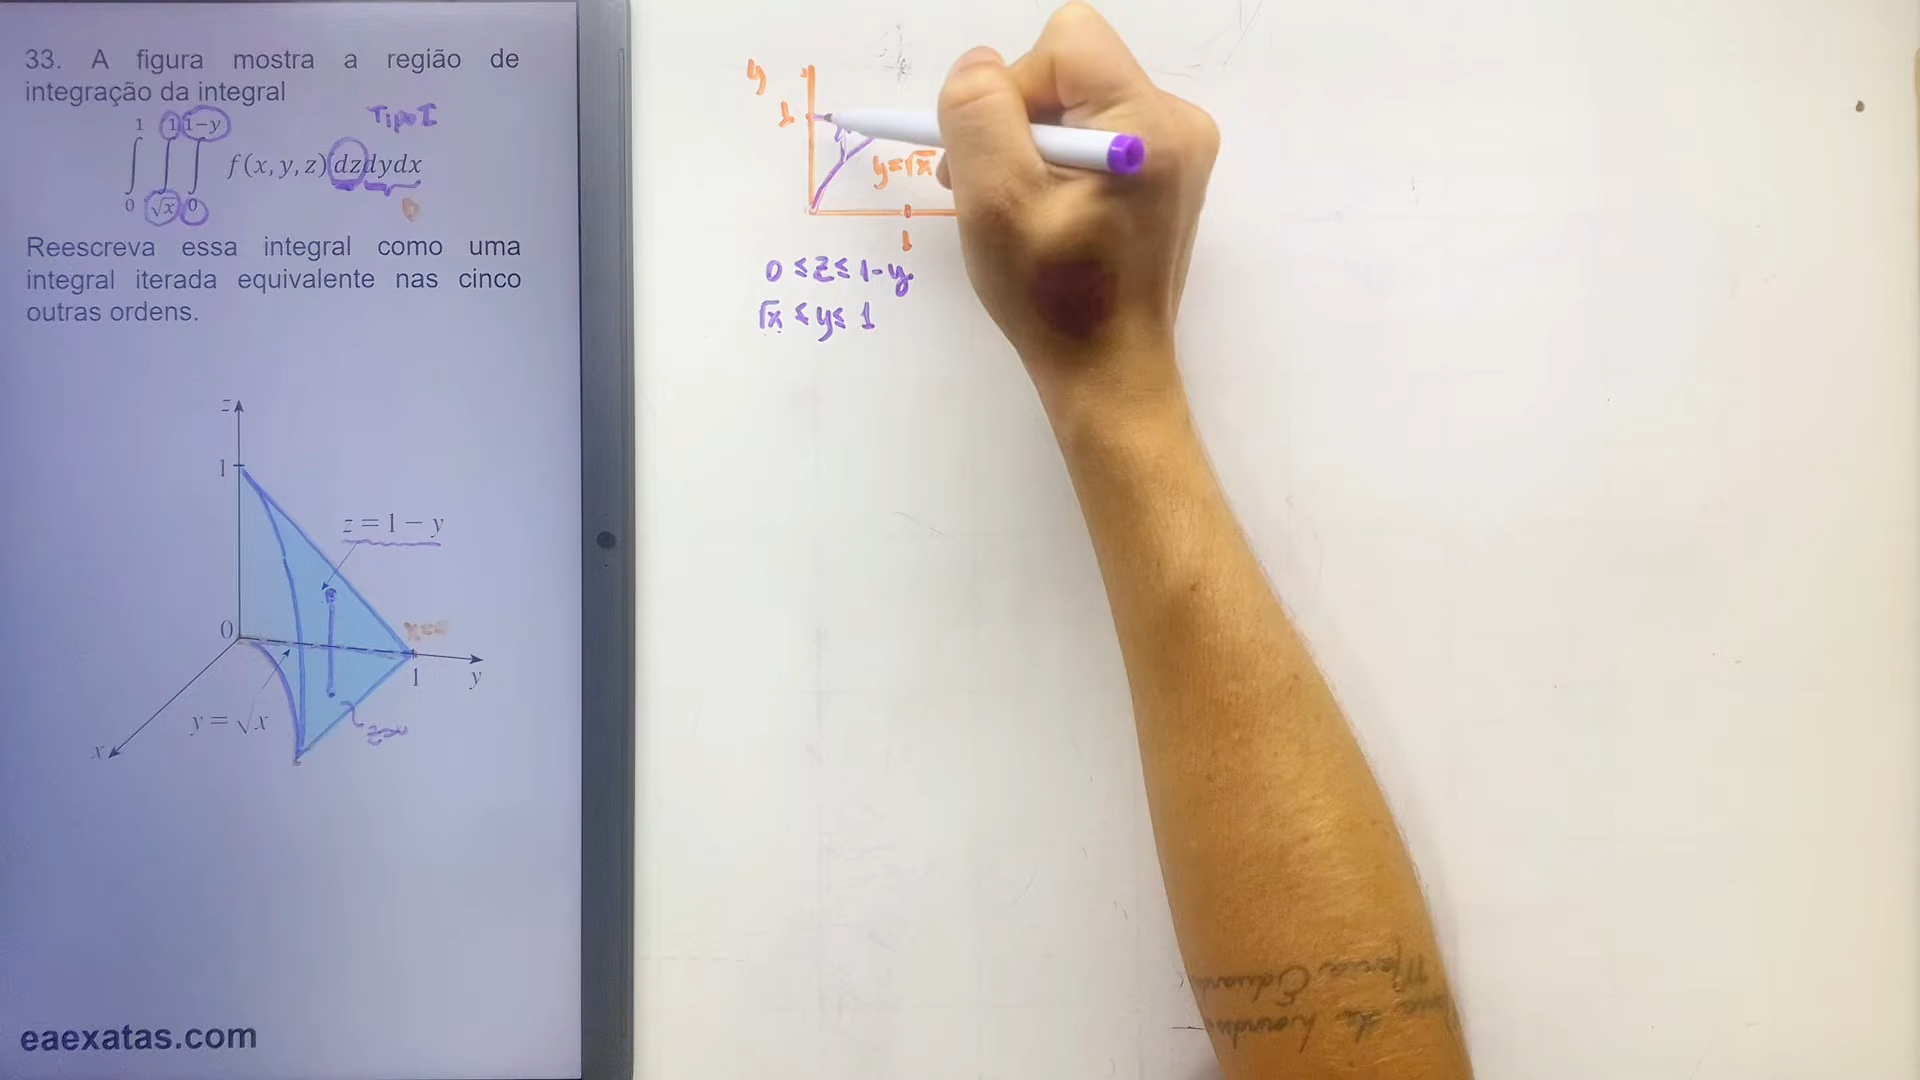 33. A figura mostra a região de
integração da integral
Tipo I
1 1 1−y
∫ ∫ ∫ f(x, y, z) dzdydx
0 √x 0
Reescreva essa integral como uma
integral iterada equivalente nas cinco
outras ordens.
z
1
z = 1 − y
0
1
y
y = √x
x
eaexatas.com
y
1
y=√x
1
0 ≤ z ≤ 1-y
√x ≤ y ≤ 1